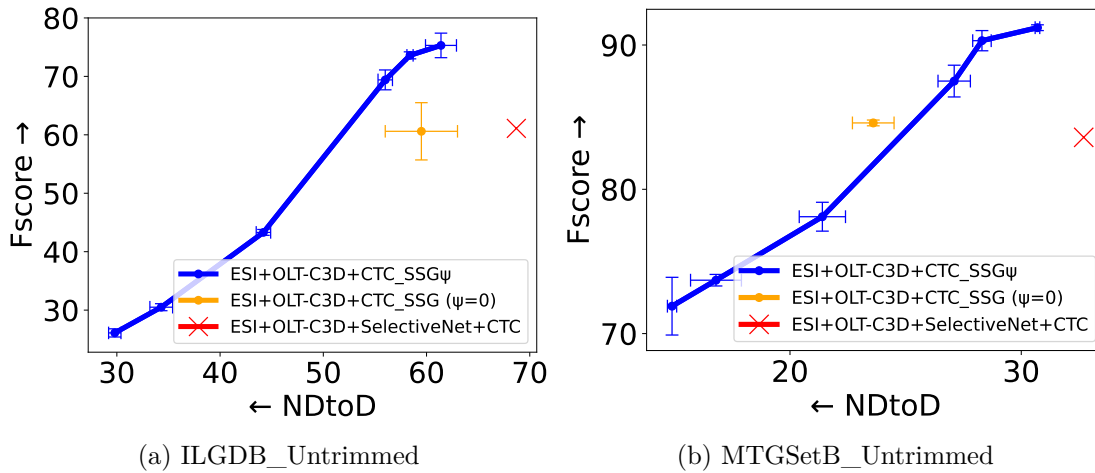 80
70
60
50
40
30
Fscore →
30
40
50
60
70
← NDtoD
ESI+OLT-C3D+CTC_SSGψ
ESI+OLT-C3D+CTC_SSG (ψ=0)
ESI+OLT-C3D+SelectiveNet+CTC
(a) ILGDB_Untrimmed
90
80
70
Fscore →
20
30
← NDtoD
ESI+OLT-C3D+CTC_SSGψ
ESI+OLT-C3D+CTC_SSG (ψ=0)
ESI+OLT-C3D+SelectiveNet+CTC
(b) MTGSetB_Untrimmed